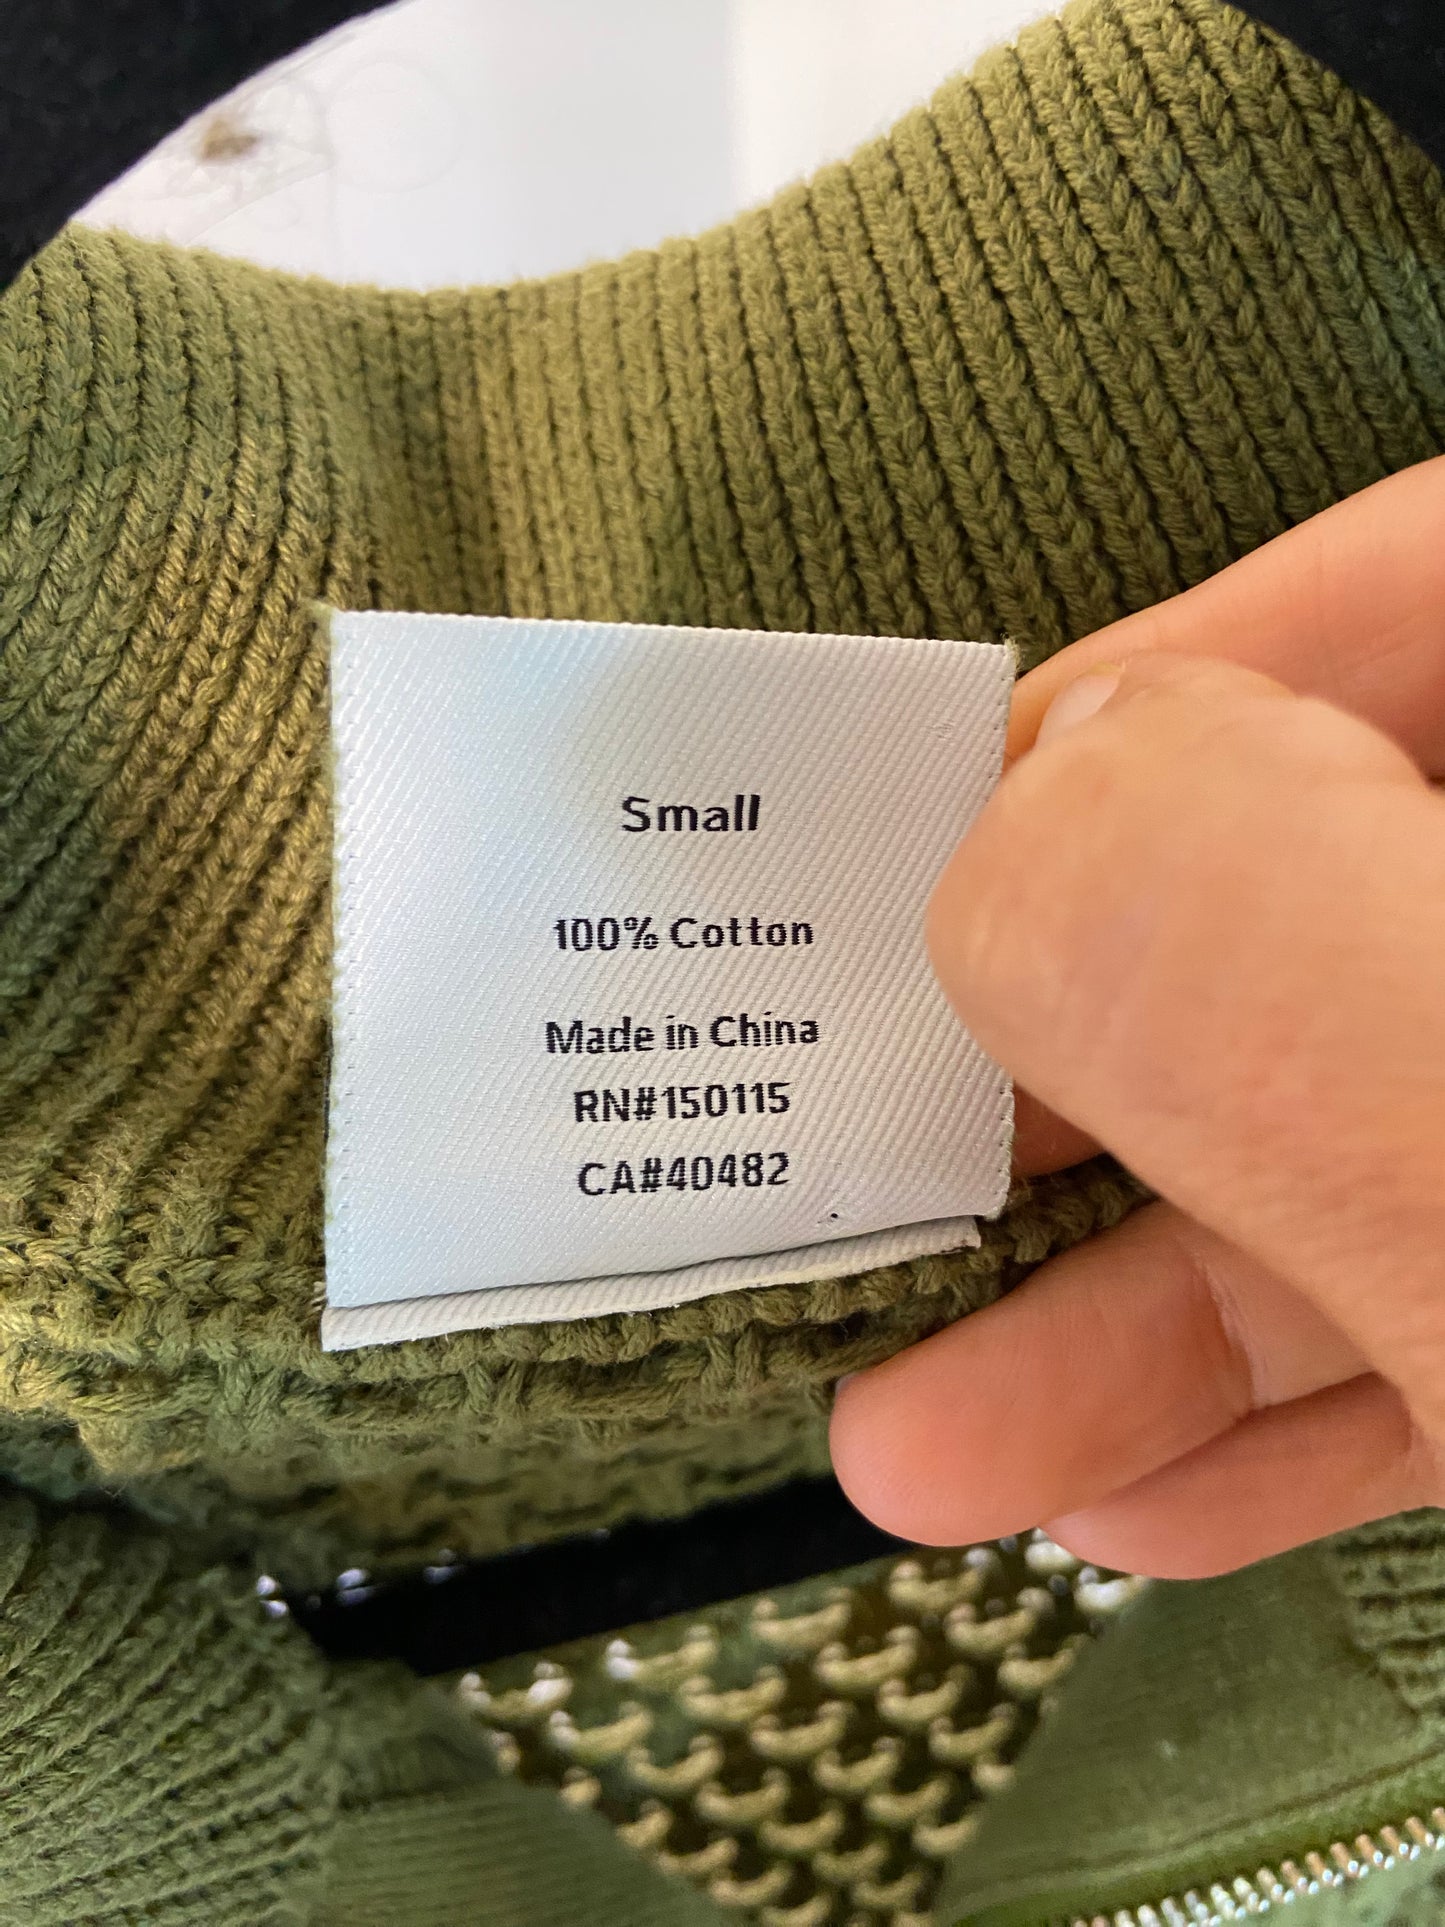 Small
100% Cotton
Made in China
RN#150115
CA#40482